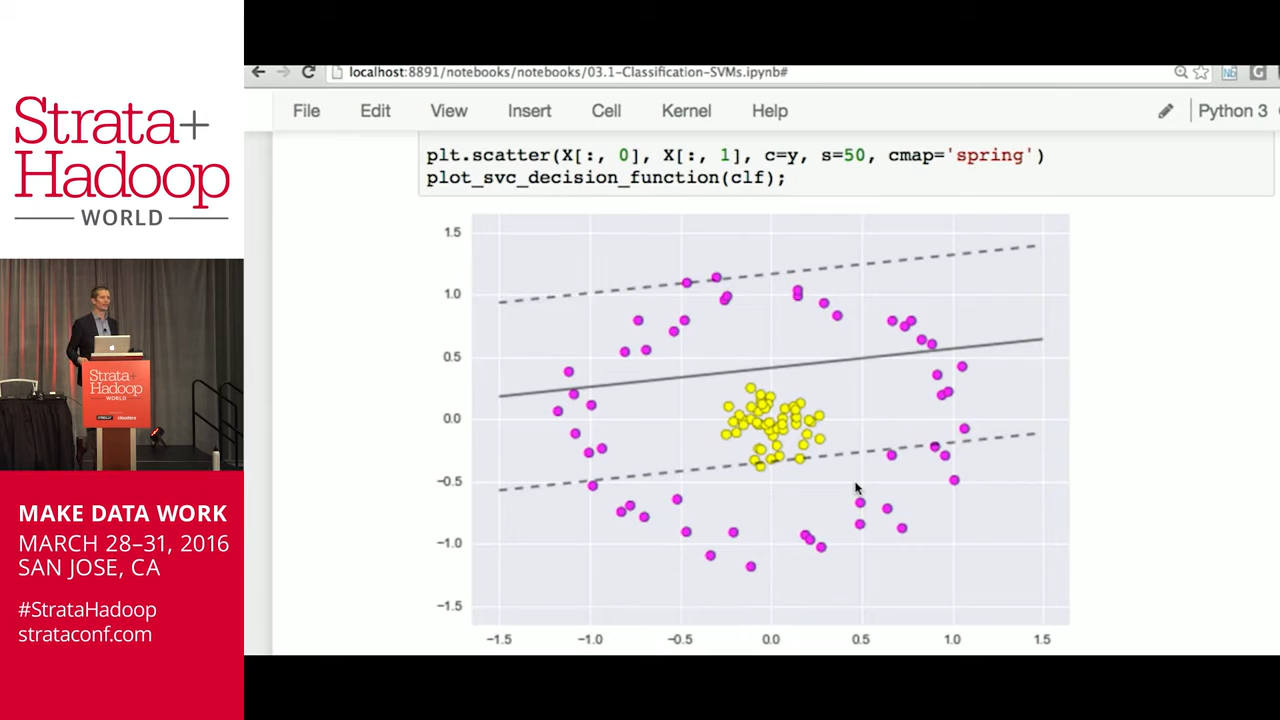 Strata+
Hadoop
WORLD
Strata+
Hadoop
WORLD
MAKE DATA WORK
MARCH 28–31, 2016
SAN JOSE, CA
#StrataHadoop
strataconf.com
localhost:8891/notebooks/notebooks/03.1-Classification-SVMs.ipynb#
File Edit View Insert Cell Kernel Help Python 3
plt.scatter(X[:, 0], X[:, 1], c=y, s=50, cmap='spring')
plot_svc_decision_function(clf);
1.5
1.0
0.5
0.0
−0.5
−1.0
−1.5
−1.5 −1.0 −0.5 0.0 0.5 1.0 1.5